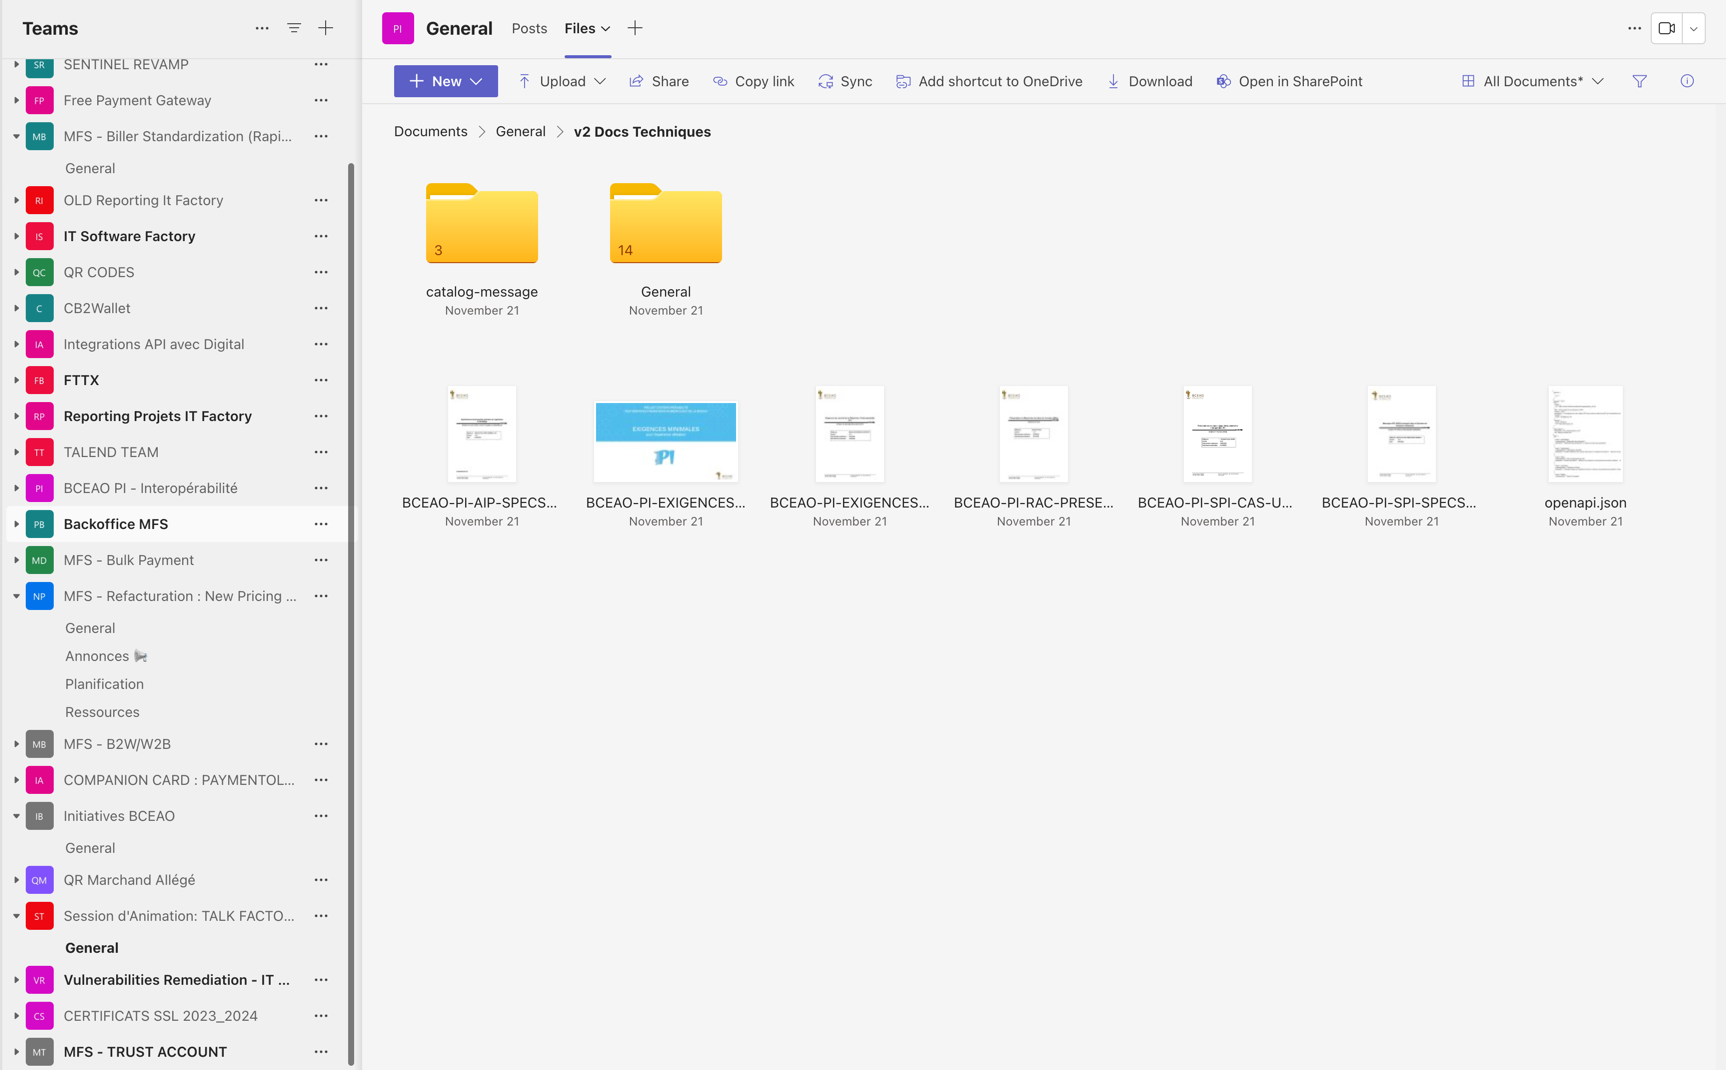 Teams
SR SENTINEL REVAMP
FP Free Payment Gateway
MB MFS - Biller Standardization (Rapi...
General
RI OLD Reporting It Factory
IS IT Software Factory
QC QR CODES
C CB2Wallet
IA Integrations API avec Digital
FB FTTX
RP Reporting Projets IT Factory
TT TALEND TEAM
PI BCEAO PI - Interopérabilité
PB Backoffice MFS
MD MFS - Bulk Payment
NP MFS - Refacturation : New Pricing ...
General
Annonces
Planification
Ressources
MB MFS - B2W/W2B
IA COMPANION CARD : PAYMENTOL...
IB Initiatives BCEAO
General
QM QR Marchand Allégé
ST Session d'Animation: TALK FACTO...
General
VR Vulnerabilities Remediation - IT ...
CS CERTIFICATS SSL 2023_2024
MT MFS - TRUST ACCOUNT
PI General Posts Files
New Upload Share Copy link Sync Add shortcut to OneDrive Download Open in SharePoint All Documents*
Documents > General > v2 Docs Techniques
3 14
catalog-message General
November 21 November 21
EXIGENCES MINIMALES
PI
BCEAO-PI-AIP-SPECS... BCEAO-PI-EXIGENCES... BCEAO-PI-EXIGENCES... BCEAO-PI-RAC-PRESE... BCEAO-PI-SPI-CAS-U... BCEAO-PI-SPI-SPECS... openapi.json
November 21 November 21 November 21 November 21 November 21 November 21 November 21